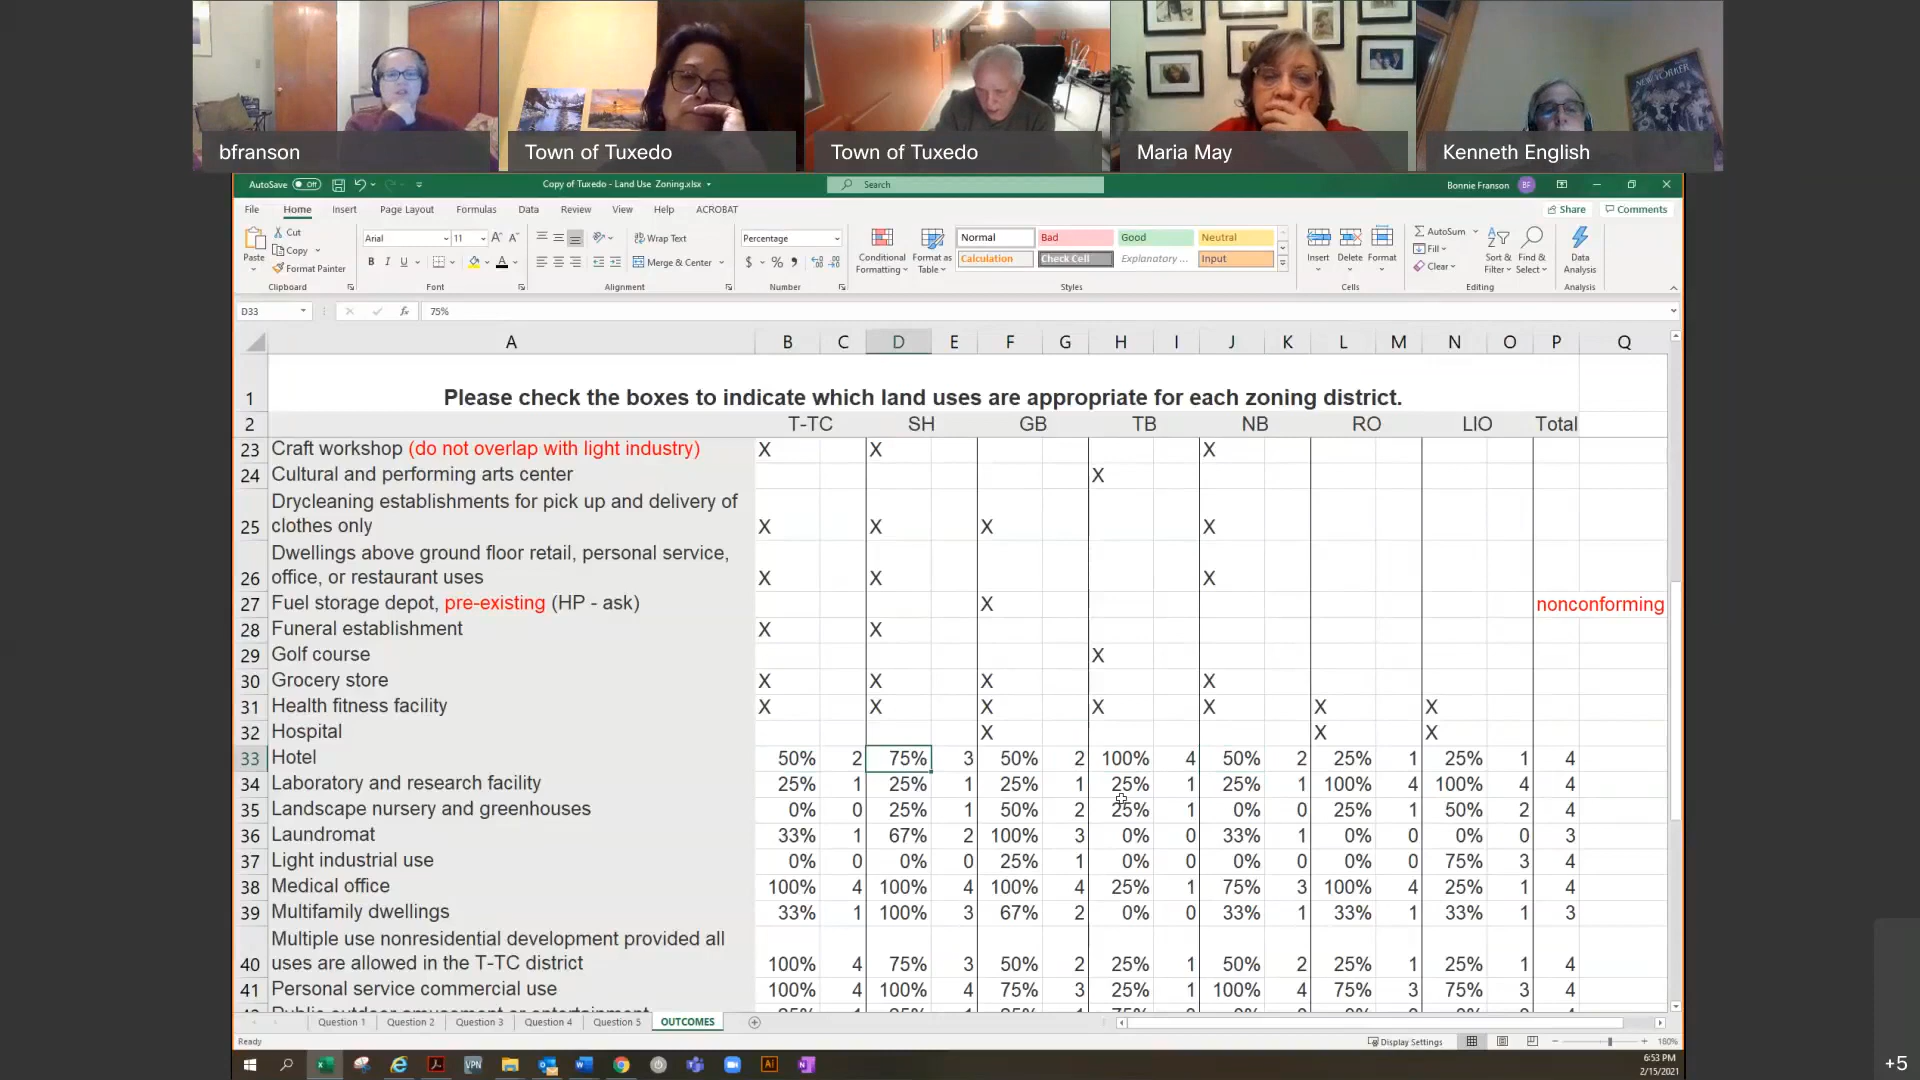 NEW YORKER
bfranson
Town of Tuxedo
Town of Tuxedo
Maria May
Kenneth English
AutoSave Off
Copy of Tuxedo - Land Use Zoning.xlsx
Search
Bonnie Franson BF
File Home Insert Page Layout Formulas Data Review View Help ACROBAT
Share Comments
Paste
Cut
Copy
Format Painter
Clipboard
Arial 11
B I U
Font
Wrap Text
Merge & Center
Alignment
Percentage
$ % ,
Number
Conditional Formatting
Format as Table
Normal Bad Good Neutral
Calculation Check Cell Explanatory ... Input
Styles
Insert Delete Format
Cells
AutoSum
Fill
Clear
Sort & Filter
Find & Select
Editing
Data Analysis
Analysis
D33 fx 75%
A B C D E F G H I J K L M N O P Q
1 Please check the boxes to indicate which land uses are appropriate for each zoning district.
2 T-TC SH GB TB NB RO LIO Total
23 Craft workshop (do not overlap with light industry) X X X
24 Cultural and performing arts center X
Drycleaning establishments for pick up and delivery of
25 clothes only X X X X
Dwellings above ground floor retail, personal service,
26 office, or restaurant uses X X X
27 Fuel storage depot, pre-existing (HP - ask) X nonconforming
28 Funeral establishment X X
29 Golf course X
30 Grocery store X X X X
31 Health fitness facility X X X X X X X
32 Hospital X X X
33 Hotel 50% 2 75% 3 50% 2 100% 4 50% 2 25% 1 25% 1 4
34 Laboratory and research facility 25% 1 25% 1 25% 1 25% 1 25% 1 100% 4 100% 4 4
35 Landscape nursery and greenhouses 0% 0 25% 1 50% 2 25% 1 0% 0 25% 1 50% 2 4
36 Laundromat 33% 1 67% 2 100% 3 0% 0 33% 1 0% 0 0% 0 3
37 Light industrial use 0% 0 0% 0 25% 1 0% 0 0% 0 0% 0 75% 3 4
38 Medical office 100% 4 100% 4 100% 4 25% 1 75% 3 100% 4 25% 1 4
39 Multifamily dwellings 33% 1 100% 3 67% 2 0% 0 33% 1 33% 1 33% 1 3
Multiple use nonresidential development provided all
40 uses are allowed in the T-TC district 100% 4 75% 3 50% 2 25% 1 50% 2 25% 1 25% 1 4
41 Personal service commercial use 100% 4 100% 4 75% 3 25% 1 100% 4 75% 3 75% 3 4
Question 1 Question 2 Question 3 Question 4 Question 5 OUTCOMES
Ready
Display Settings
180%
VPN
Ai
6:53 PM
2/15/2021
+5